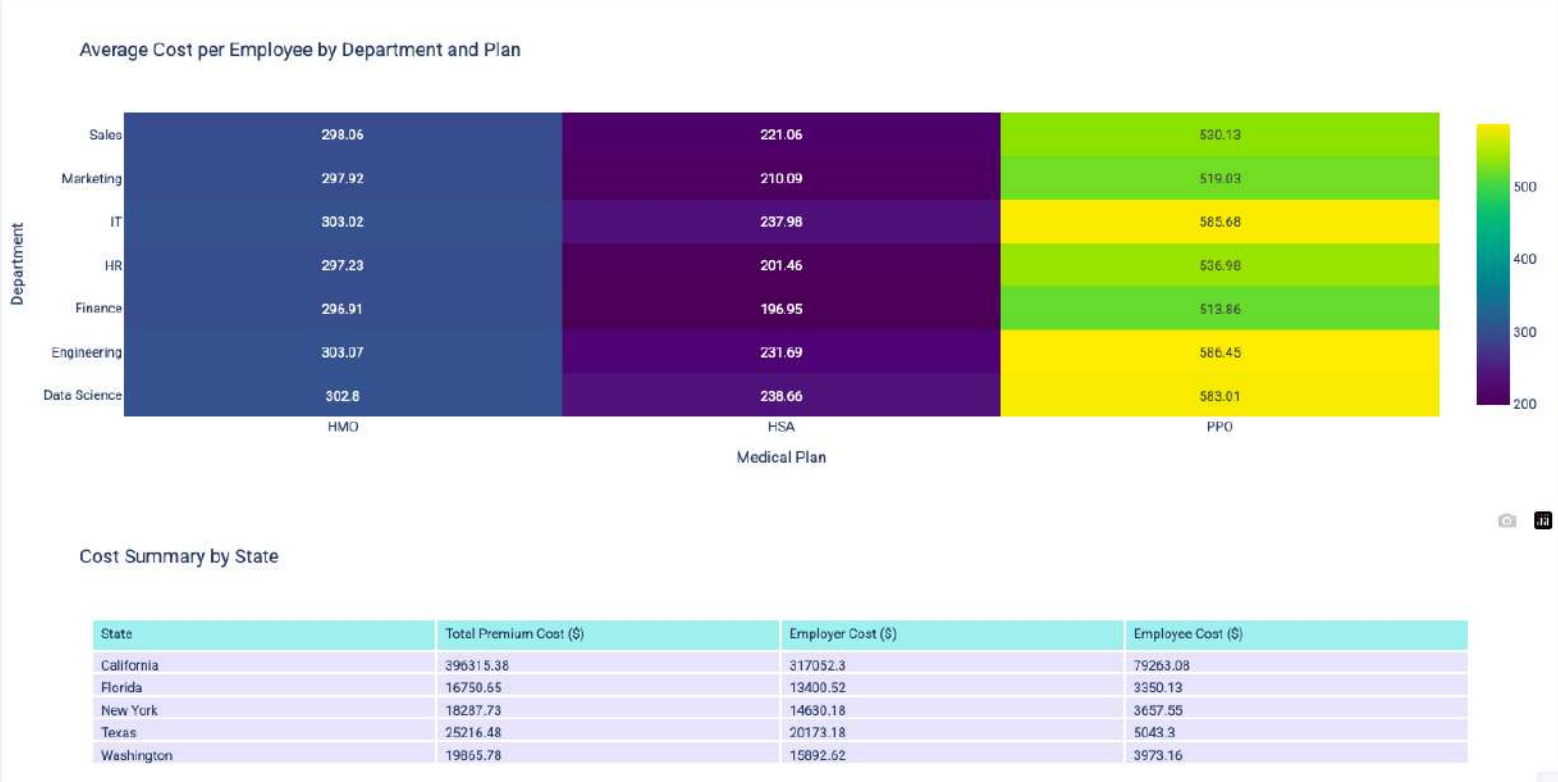 Average Cost per Employee by Department and Plan
Department
Sales 298.06 221.06 530.13
Marketing 297.92 210.09 519.03
IT 303.02 237.98 585.68
HR 297.23 201.46 536.98
Finance 296.91 196.95 513.86
Engineering 303.07 231.69 586.45
Data Science 302.8 238.66 583.01
HMO HSA PPO
Medical Plan
500
400
300
200
Cost Summary by State
State Total Premium Cost ($) Employer Cost ($) Employee Cost ($)
California 396315.38 317052.3 79263.08
Florida 16750.65 13400.52 3350.13
New York 18287.73 14630.18 3657.55
Texas 25216.48 20173.18 5043.3
Washington 19865.78 15892.62 3973.16